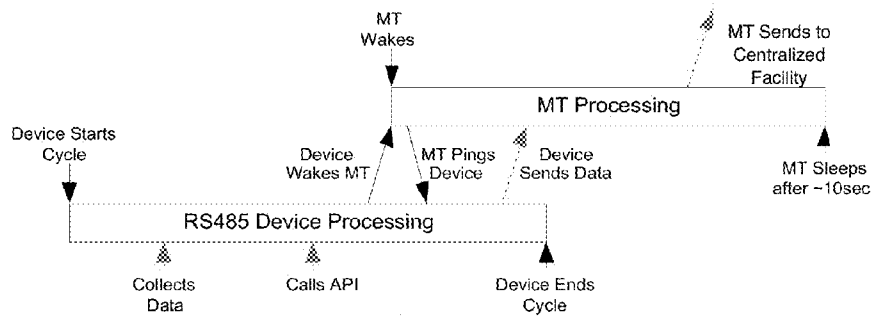 MT
Wakes
MT Sends to
Centralized
Facility
MT Processing
Device Starts
Cycle
Device
Wakes MT
MT Pings
Device
Device
Sends Data
MT Sleeps
after ~10sec
RS485 Device Processing
Collects
Data
Calls API
Device Ends
Cycle